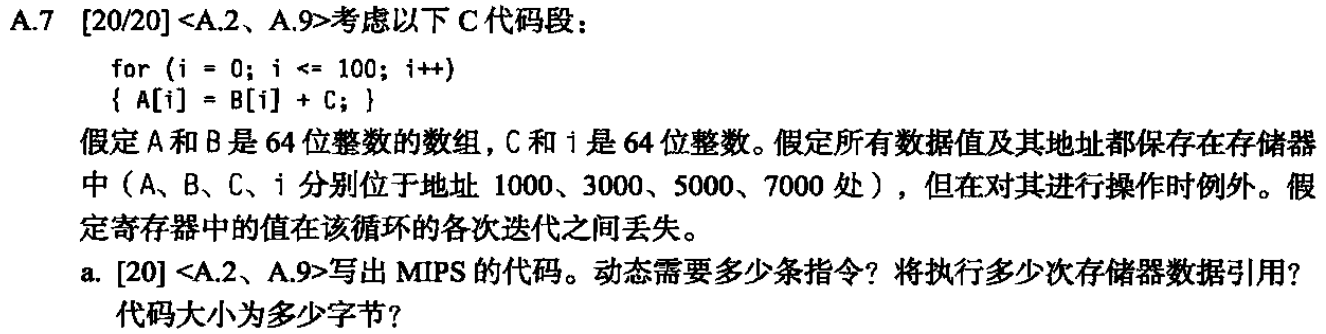 A.7 [20/20] <A.2、A.9>考虑以下 C 代码段：
for (i = 0; i <= 100; i++)
{ A[i] = B[i] + C; }
假定 A 和 B 是 64 位整数的数组，C 和 i 是 64 位整数。假定所有数据值及其地址都保存在存储器
中（A、B、C、i 分别位于地址 1000、3000、5000、7000 处），但在对其进行操作时例外。假
定寄存器中的值在该循环的各次迭代之间丢失。
a. [20] <A.2、A.9>写出 MIPS 的代码。动态需要多少条指令？将执行多少次存储器数据引用？
代码大小为多少字节？